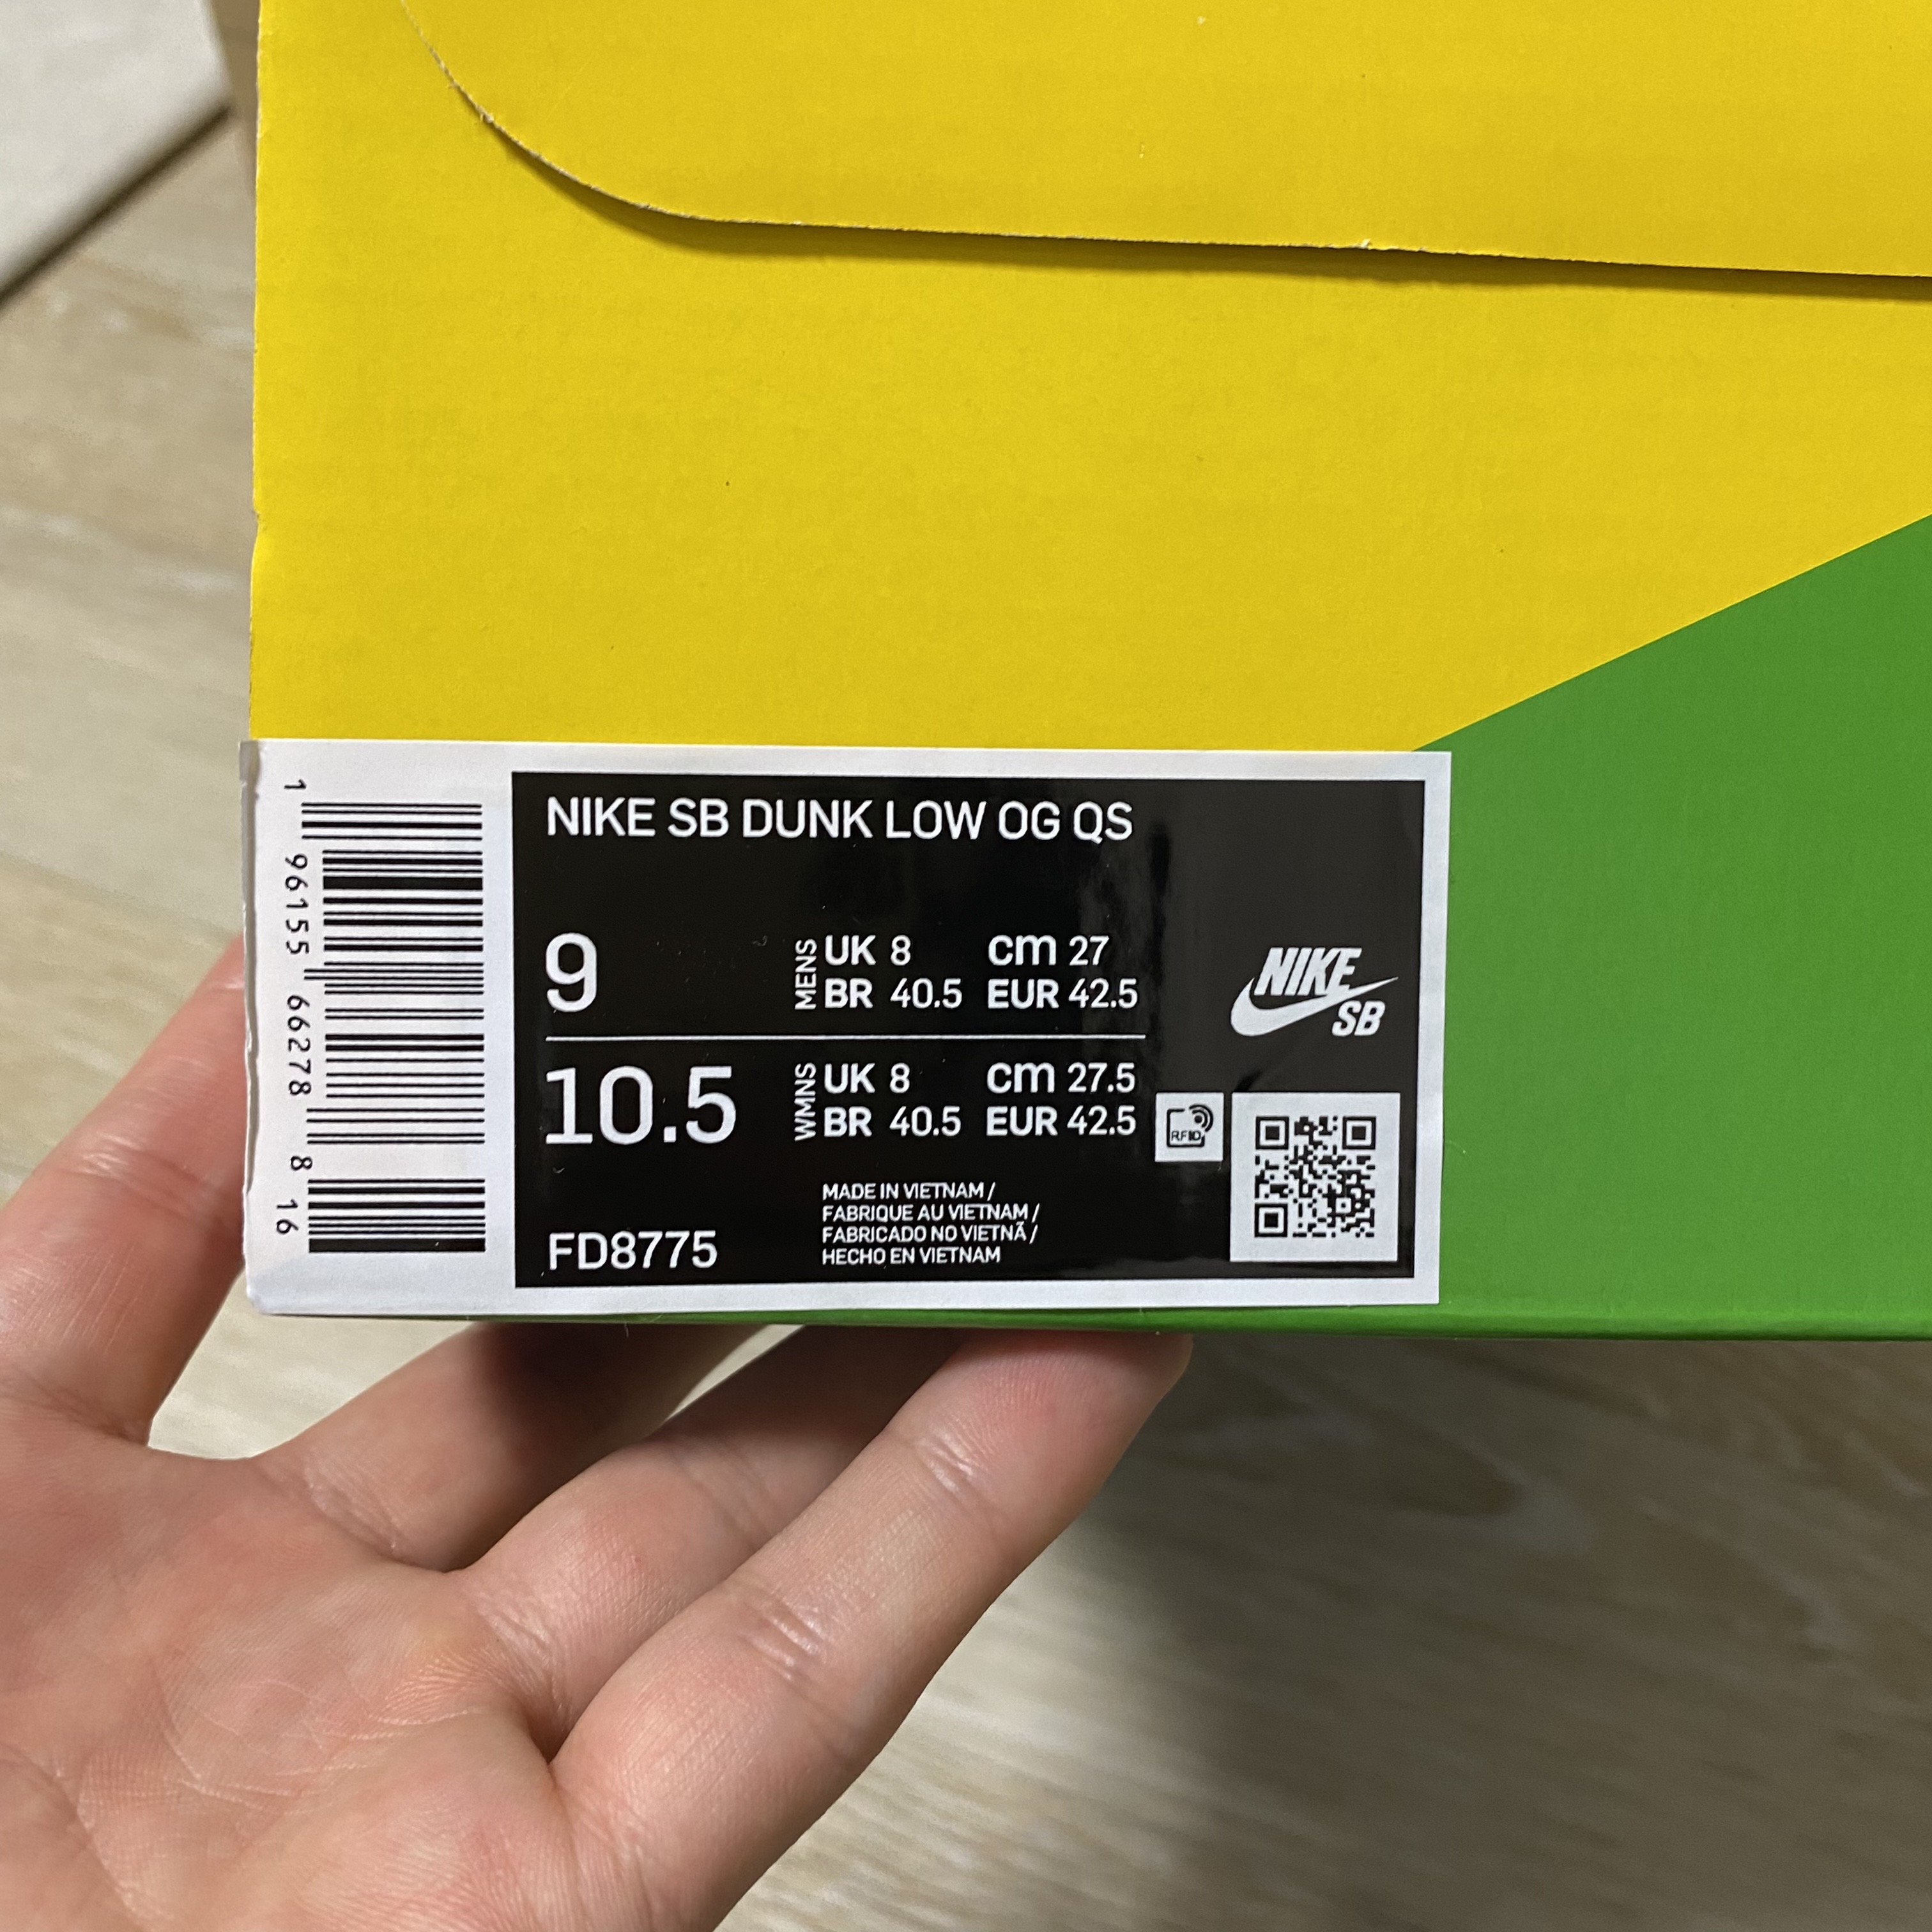 1 96155 66278 8 16
NIKE SB DUNK LOW OG QS
9
MENS
UK 8 cm 27
BR 40.5 EUR 42.5
NIKE
SB
10.5
WMNS
UK 8 cm 27.5
BR 40.5 EUR 42.5
RFID
MADE IN VIETNAM /
FABRIQUE AU VIETNAM /
FABRICADO NO VIETNÃ /
HECHO EN VIETNAM
FD8775